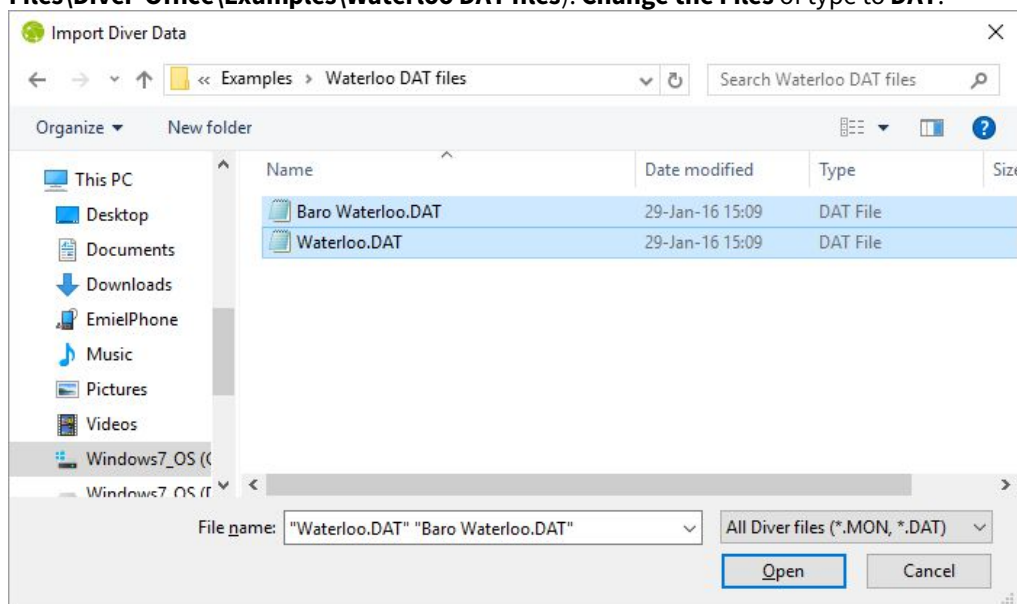 Files\Diver-Office\Examples\Waterloo DAT files). Change the Files of type to DAT.
Import Diver Data
« Examples > Waterloo DAT files
Search Waterloo DAT files
Organize
New folder
Name
Date modified
Type
Size
This PC
Desktop
Documents
Downloads
EmielPhone
Music
Pictures
Videos
Windows7_OS (C
Windows7_OS (D
Baro Waterloo.DAT 29-Jan-16 15:09 DAT File
Waterloo.DAT 29-Jan-16 15:09 DAT File
File name: "Waterloo.DAT" "Baro Waterloo.DAT"
All Diver files (*.MON, *.DAT)
Open
Cancel